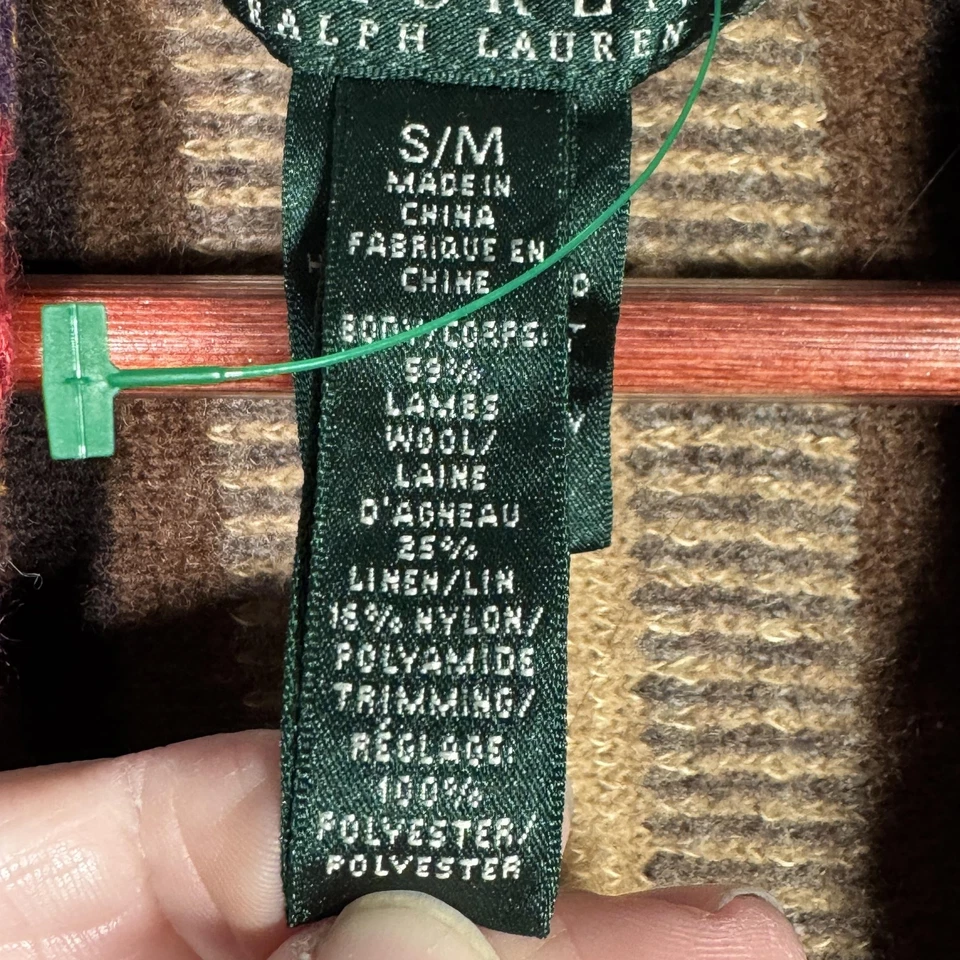 RALPH LAUREN
S/M
MADE IN
CHINA
FABRIQUE EN
CHINE
BODY/CORPS:
59%
LAMBS
WOOL/
LAINE
D'AGNEAU
25%
LINEN/LIN
16% NYLON/
POLYAMIDE
TRIMMING/
RÉGLAGE:
100%
POLYESTER/
POLYESTER